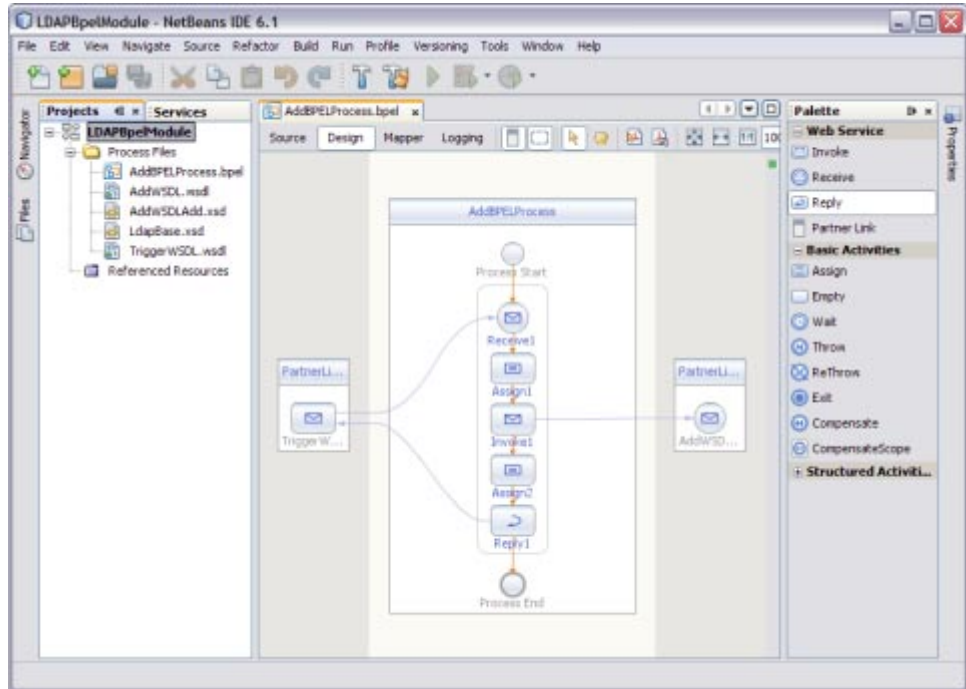 LDAPBpelModule - NetBeans IDE 6.1
File Edit View Navigate Source Refactor Build Run Profile Versioning Tools Window Help
Navigator
Files
Projects
Services
LDAPBpelModule
Process Files
AddBPELProcess.bpel
AddWSDL.wsdl
AddWSDLAdd.xsd
LdapBase.xsd
TriggerWSDL.wsdl
Referenced Resources
AddBPELProcess.bpel
Source Design Mapper Logging
1:1 100
AddBPELProcess
Process Start
Receive1
Assign1
Invoke1
Assign2
Reply1
Process End
PartnerLi...
TriggerW...
PartnerLi...
AddWSD...
Palette
Web Service
Invoke
Receive
Reply
Partner Link
Basic Activities
Assign
Empty
Wait
Throw
ReThrow
Exit
Compensate
CompensateScope
Structured Activiti...
Properties